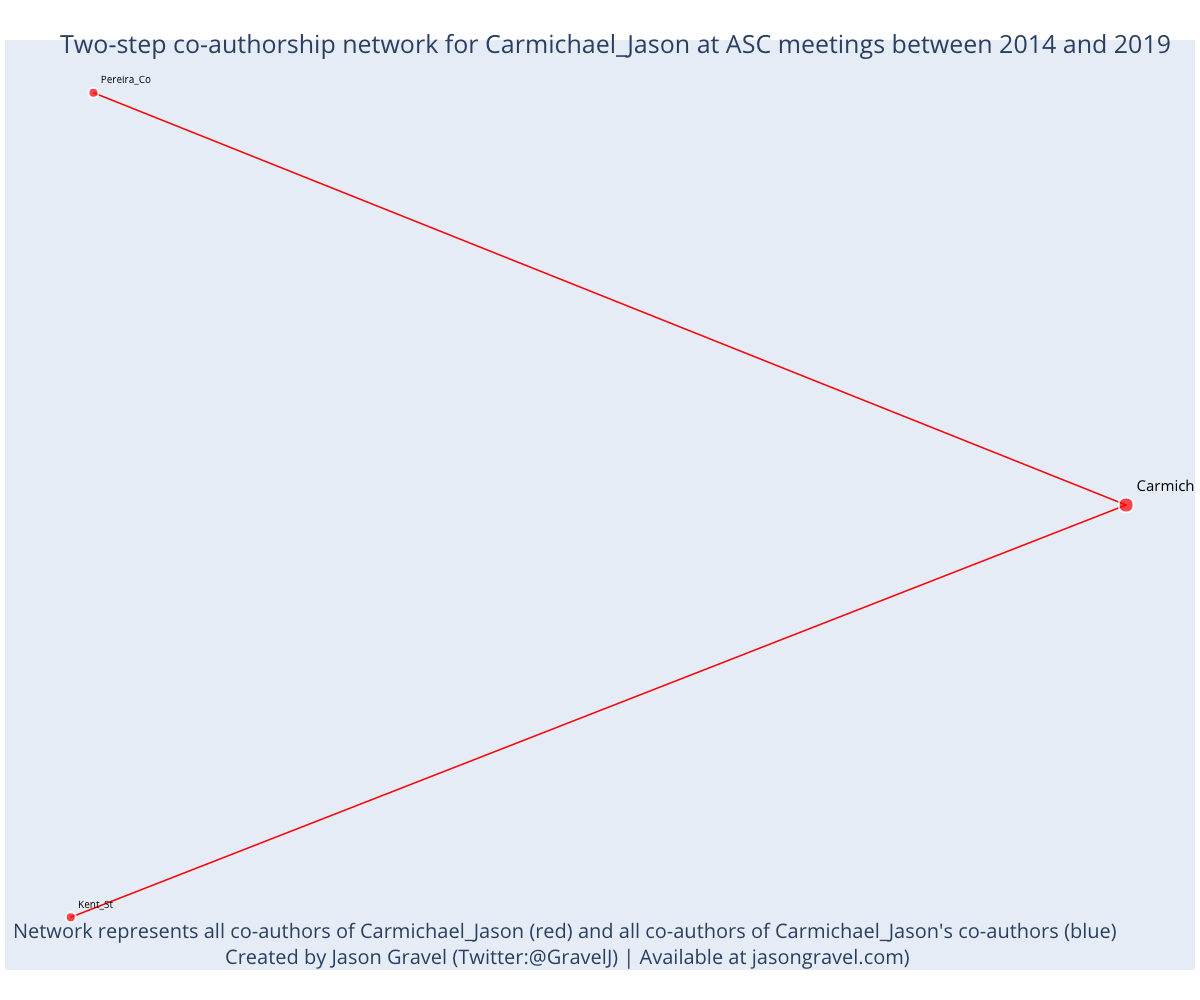 Two-step co-authorship network for Carmichael_Jason at ASC meetings between 2014 and 2019
Pereira_Co
Carmich
Kent_St
Network represents all co-authors of Carmichael_Jason (red) and all co-authors of Carmichael_Jason's co-authors (blue)
Created by Jason Gravel (Twitter:@GravelJ) | Available at jasongravel.com)